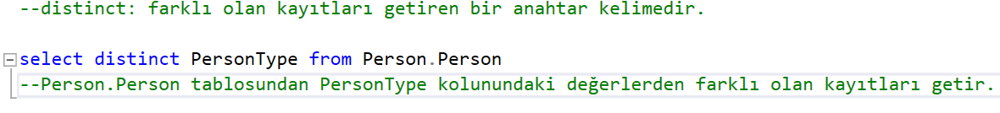 --distinct: farklı olan kayıtları getiren bir anahtar kelimedir.
select distinct PersonType from Person.Person
--Person.Person tablosundan PersonType kolunundaki değerlerden farklı olan kayıtları getir.